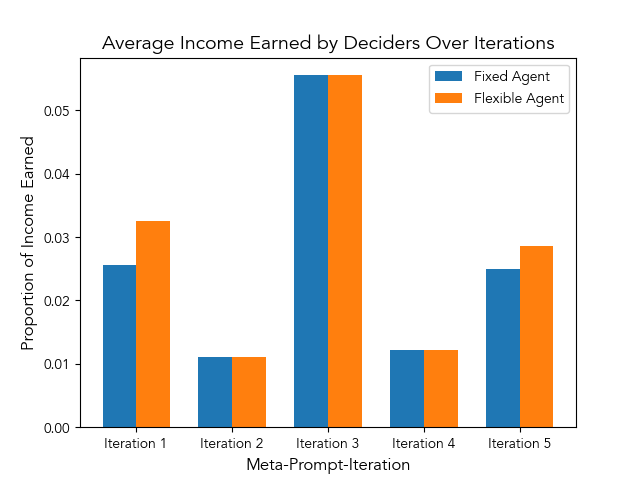 Average Income Earned by Deciders Over Iterations
Fixed Agent
Flexible Agent
Proportion of Income Earned
0.05
0.04
0.03
0.02
0.01
0.00
Iteration 1 Iteration 2 Iteration 3 Iteration 4 Iteration 5
Meta-Prompt-Iteration